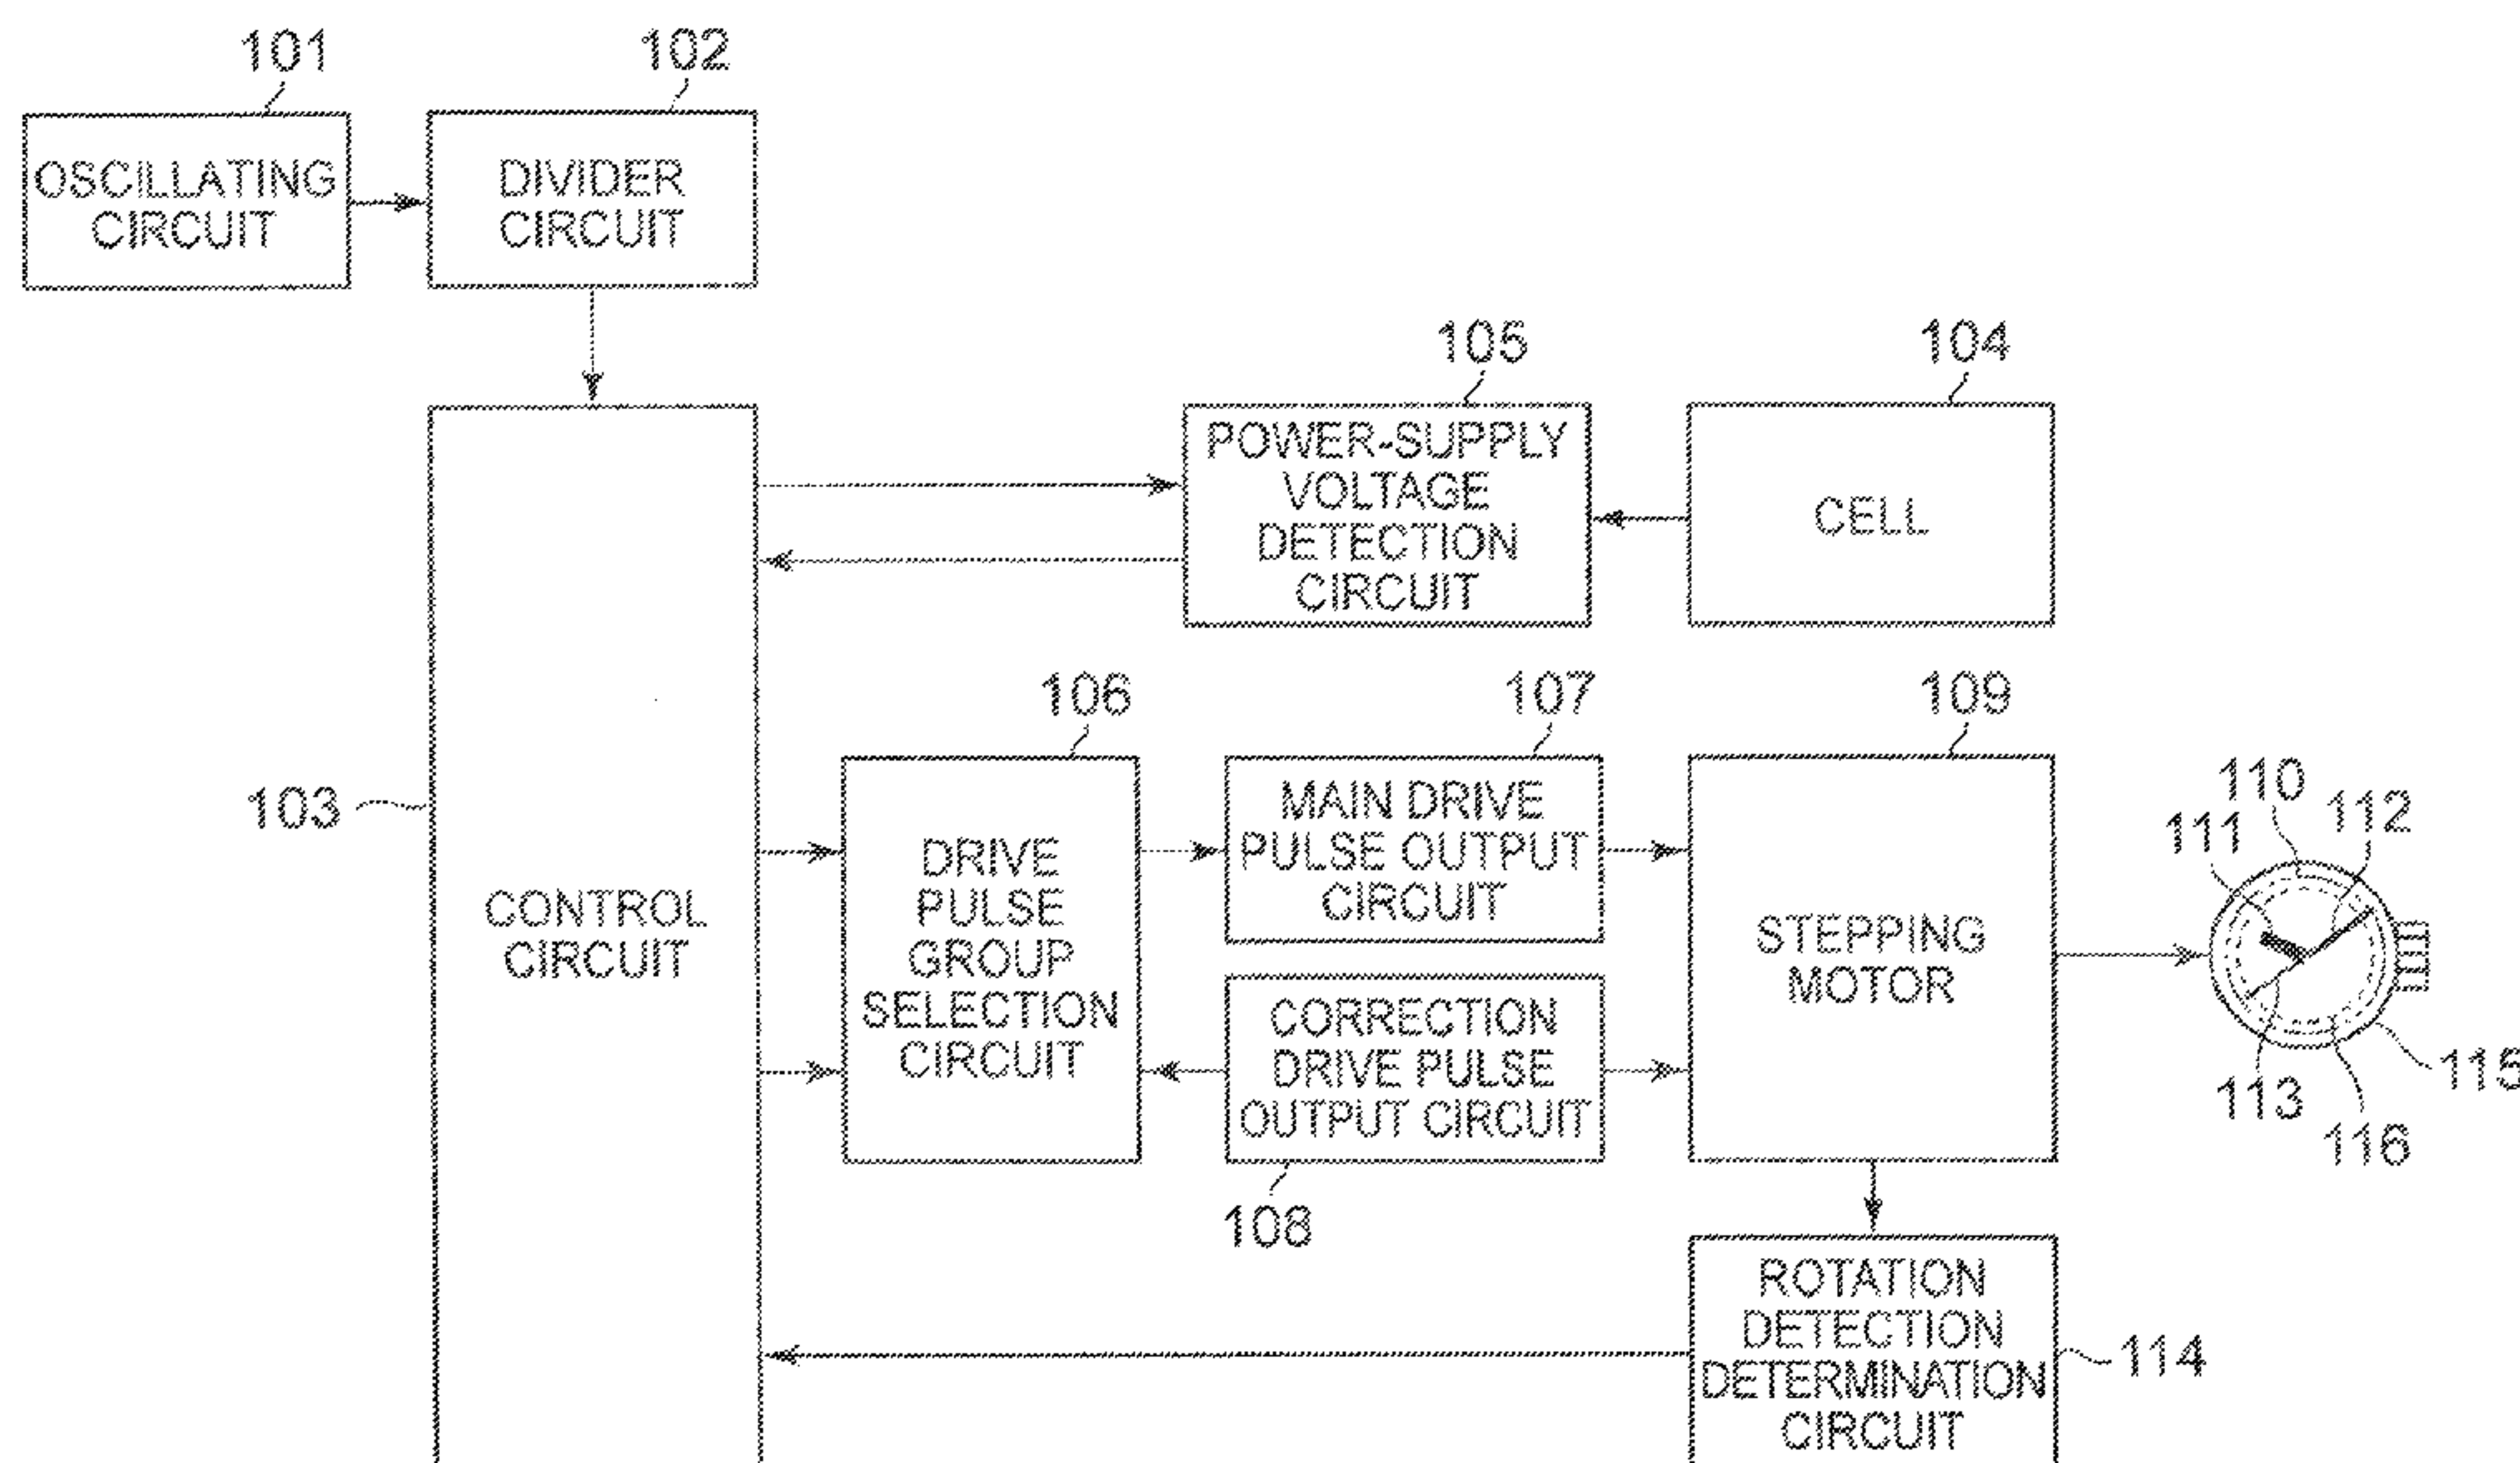 101
102
OSCILLATING
CIRCUIT
DIVIDER
CIRCUIT
105
104
POWER-SUPPLY
VOLTAGE
DETECTION
CIRCUIT
CELL
103
CONTROL
CIRCUIT
106
107
109
DRIVE
PULSE
GROUP
SELECTION
CIRCUIT
MAIN DRIVE
PULSE OUTPUT
CIRCUIT
CORRECTION
DRIVE PULSE
OUTPUT CIRCUIT
108
STEPPING
MOTOR
110
111
112
113
115
116
ROTATION
DETECTION
DETERMINATION
CIRCUIT
114